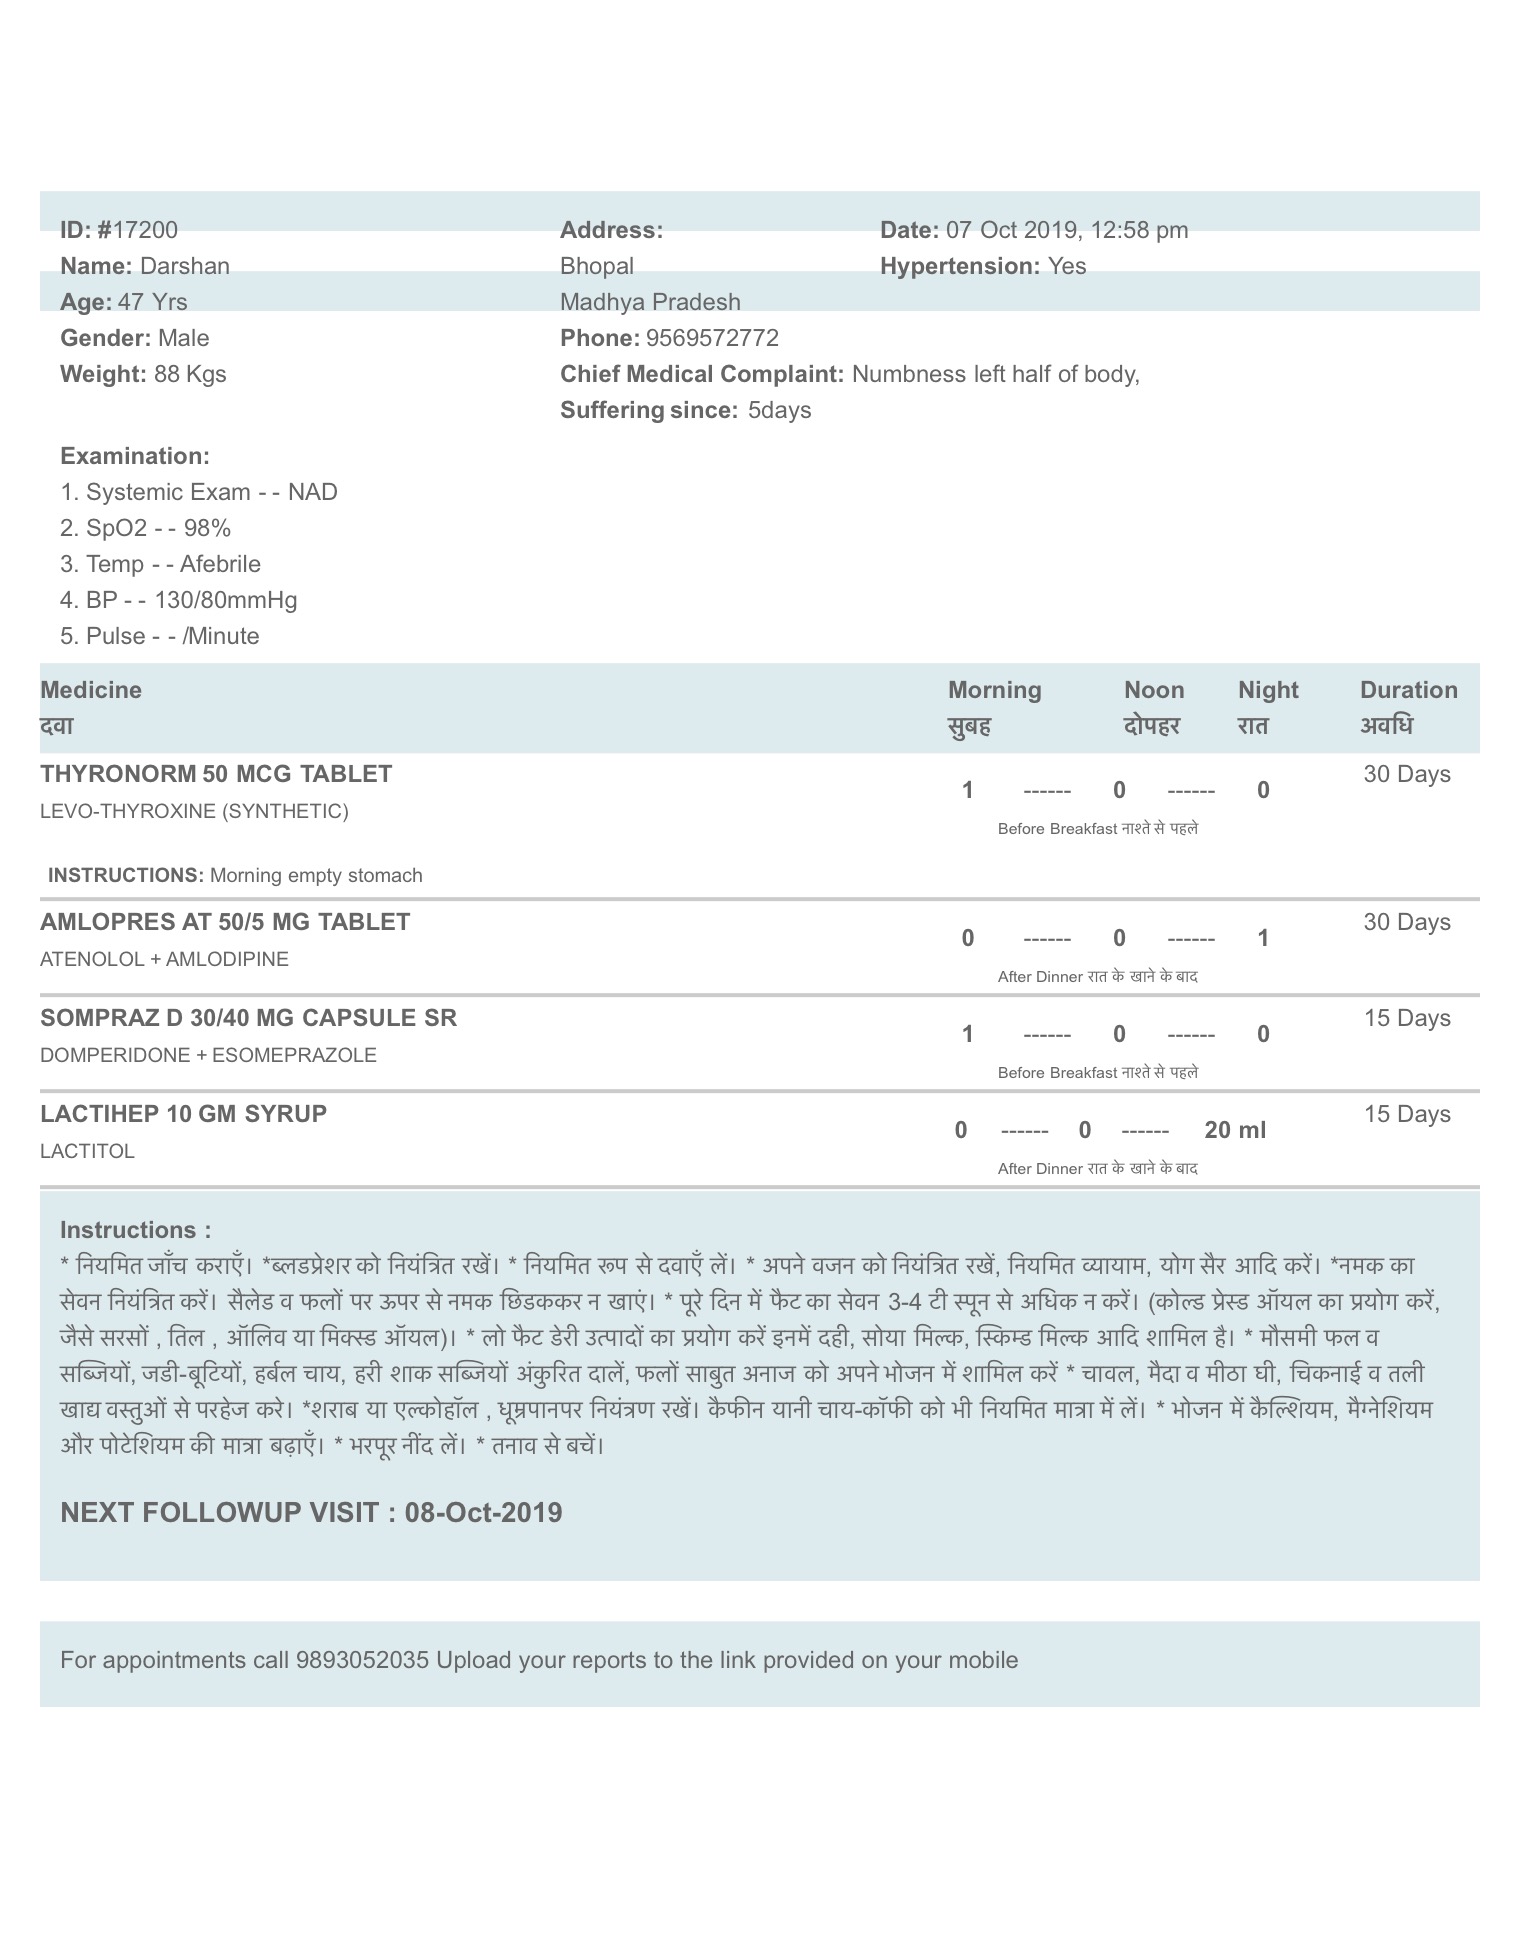 ID: #17200 Address: Date: 07 Oct 2019, 12:58 pm
Name: Darshan Bhopal Hypertension: Yes
Age: 47 Yrs Madhya Pradesh
Gender: Male Phone: 9569572772
Weight: 88 Kgs Chief Medical Complaint: Numbness left half of body,
Suffering since: 5days
Examination:
1. Systemic Exam - - NAD
2. SpO2 - - 98%
3. Temp - - Afebrile
4. BP - - 130/80mmHg
5. Pulse - - /Minute
Medicine Morning Noon Night Duration
दवा सुबह दोपहर रात अवधि
THYRONORM 50 MCG TABLET 30 Days
1 ------ 0 ------ 0
LEVO-THYROXINE (SYNTHETIC)
Before Breakfast नाश्ते से पहले
INSTRUCTIONS: Morning empty stomach
AMLOPRES AT 50/5 MG TABLET 30 Days
0 ------ 0 ------ 1
ATENOLOL + AMLODIPINE
After Dinner रात के खाने के बाद
SOMPRAZ D 30/40 MG CAPSULE SR 15 Days
1 ------ 0 ------ 0
DOMPERIDONE + ESOMEPRAZOLE
Before Breakfast नाश्ते से पहले
LACTIHEP 10 GM SYRUP 15 Days
0 ------ 0 ------ 20 ml
LACTITOL
After Dinner रात के खाने के बाद
Instructions :
* नियमित जाँच कराएँ। *ब्लडप्रेशर को नियंत्रित रखें। * नियमित रूप से दवाएँ लें। * अपने वजन को नियंत्रित रखें, नियमित व्यायाम, योग सैर आदि करें। *नमक का
सेवन नियंत्रित करें। सैलेड व फलों पर ऊपर से नमक छिडककर न खाएं। * पूरे दिन में फैट का सेवन 3-4 टी स्पून से अधिक न करें। (कोल्ड प्रेस्ड ऑयल का प्रयोग करें,
जैसे सरसों , तिल , ऑलिव या मिक्स्ड ऑयल)। * लो फैट डेरी उत्पादों का प्रयोग करें इनमें दही, सोया मिल्क, स्किम्ड मिल्क आदि शामिल है। * मौसमी फल व
सब्जियों, जडी-बूटियों, हर्बल चाय, हरी शाक सब्जियों अंकुरित दालें, फलों साबुत अनाज को अपने भोजन में शामिल करें * चावल, मैदा व मीठा घी, चिकनाई व तली
खाद्य वस्तुओं से परहेज करे। *शराब या एल्कोहॉल , धूम्रपानपर नियंत्रण रखें। कैफीन यानी चाय-कॉफी को भी नियमित मात्रा में लें। * भोजन में कैल्शियम, मैग्नेशियम
और पोटेशियम की मात्रा बढ़ाएँ। * भरपूर नींद लें। * तनाव से बचें।
NEXT FOLLOWUP VISIT : 08-Oct-2019
For appointments call 9893052035 Upload your reports to the link provided on your mobile